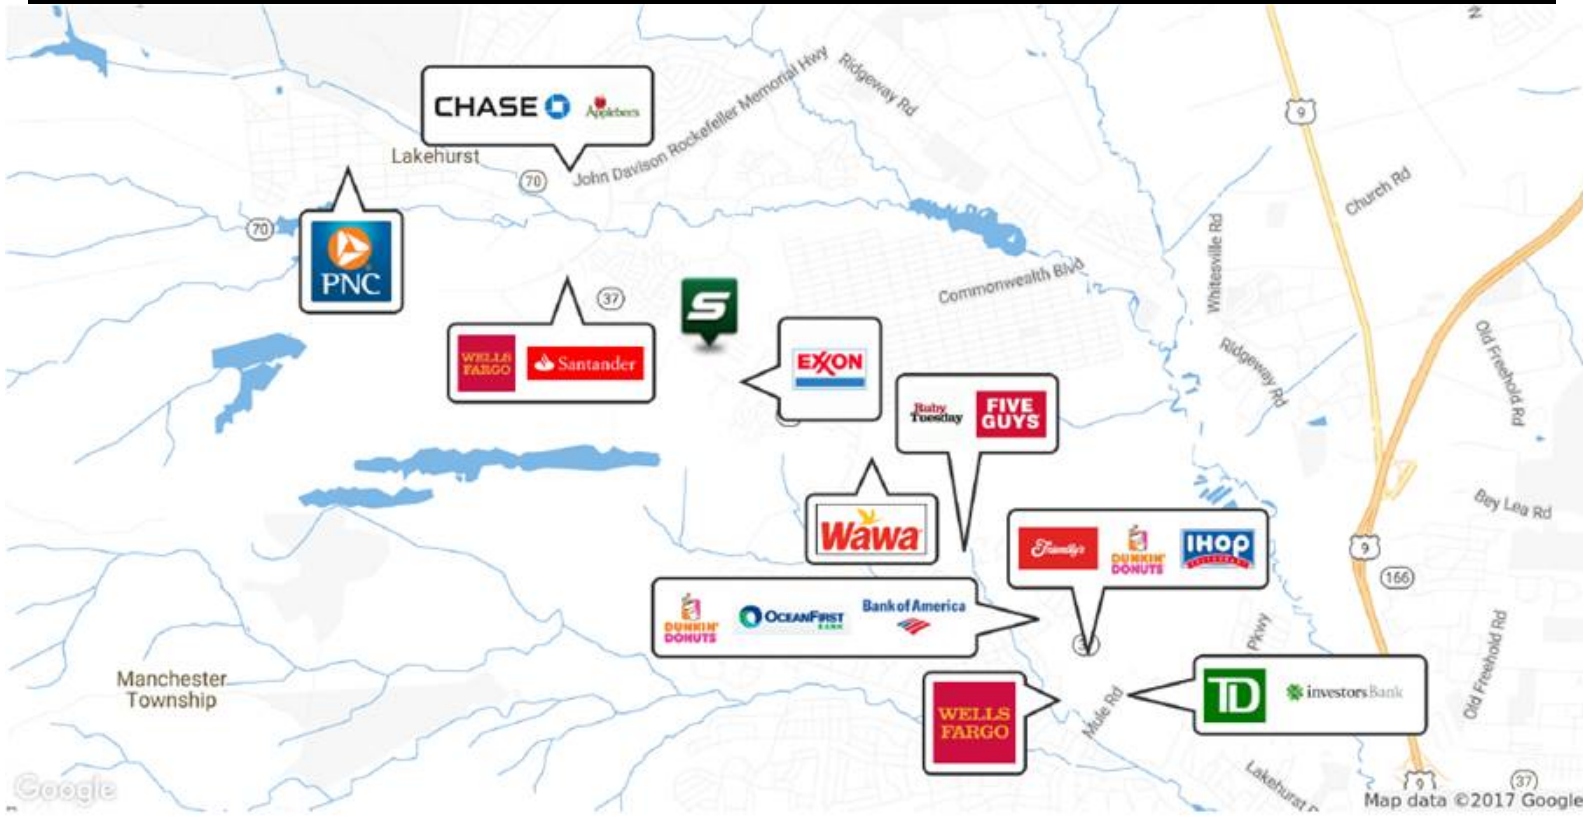 9
Ridgeway Rd
John Davison Rockefeller Memorial Hwy
CHASE
Applebee's
Lakehurst
70
Church Rd
70
PNC
Whitesville Rd
Commonwealth Blvd
37
S
WELLS
FARGO
Santander
EXXON
Ridgeway Rd
Old Freehold Rd
Ruby
Tuesday
FIVE
GUYS
Wawa
Bey Lea Rd
Friendly's
DUNKIN'
DONUTS
IHOP
9
166
DUNKIN'
DONUTS
OCEANFIRST
BANK
Bank of America
Pkwy
Old Freehold Rd
Manchester
Township
TD
investorsBank
WELLS
FARGO
Mule Rd
Lakehurst
9
37
Google
Map data ©2017 Google